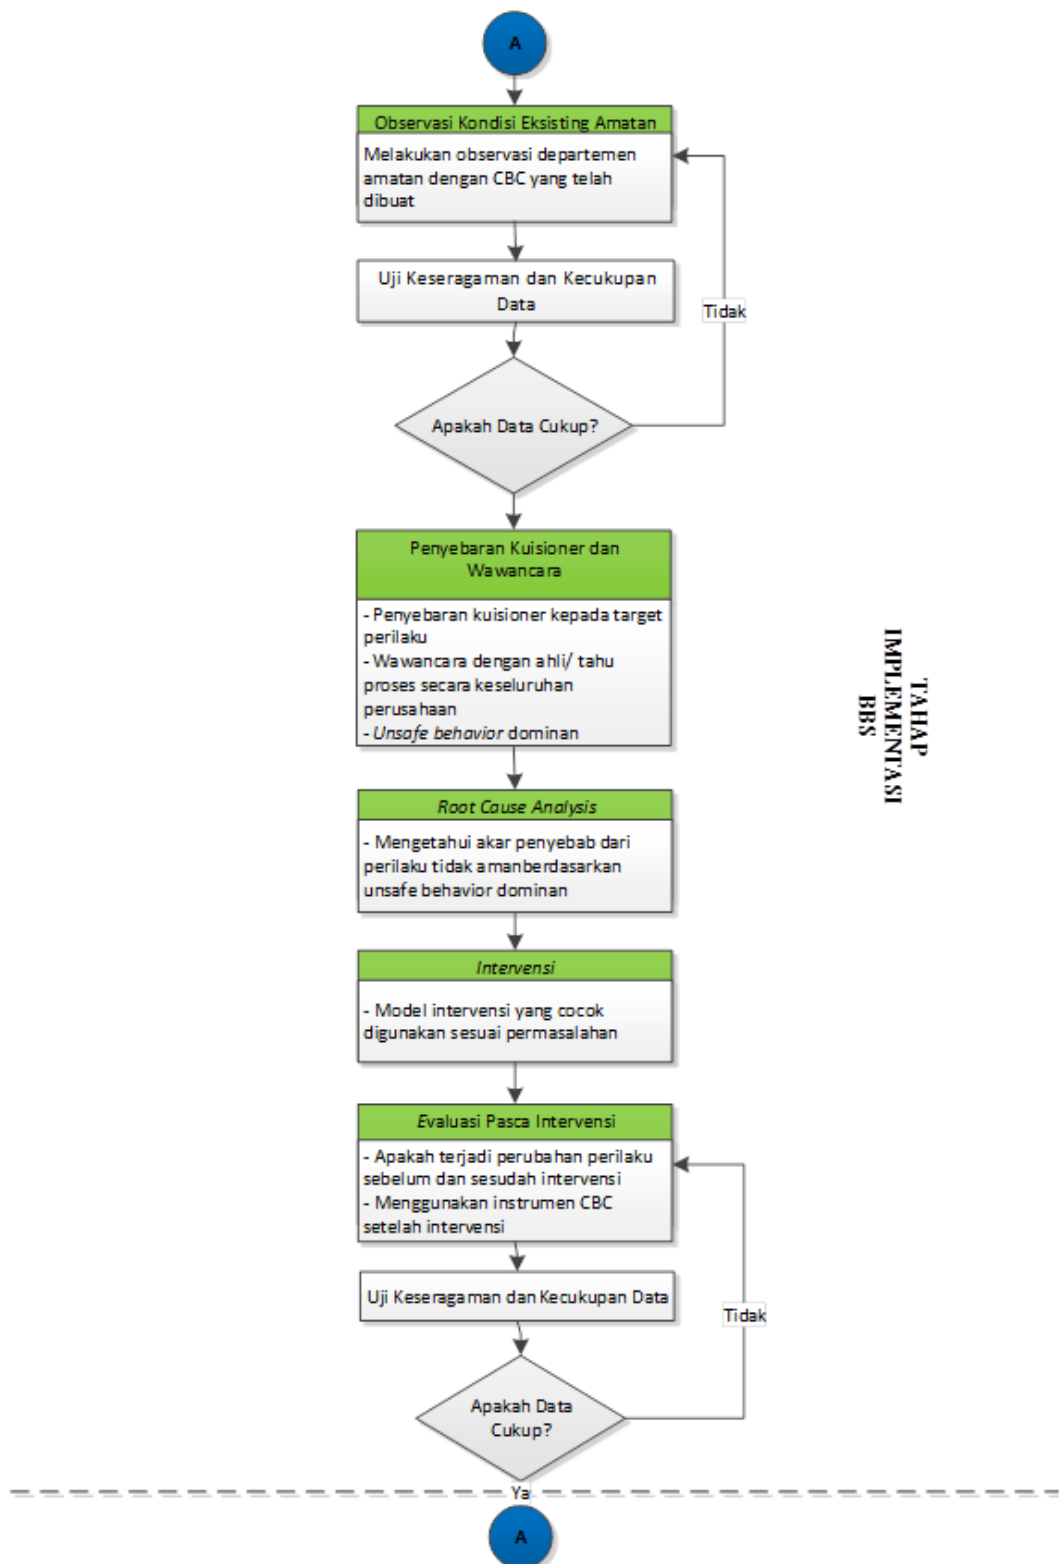 A
Observasi Kondisi Eksisting Amatan
Melakukan observasi departemen
amatan dengan CBC yang telah
dibuat
Uji Keseragaman dan Kecukupan
Data
Tidak
Apakah Data Cukup?
Penyebaran Kuisioner dan
Wawancara
- Penyebaran kuisioner kepada target
perilaku
- Wawancara dengan ahli/ tahu
proses secara keseluruhan
perusahaan
- Unsafe behavior dominan
TAHAP
IMPLEMENTASI
BBS
Root Cause Analysis
- Mengetahui akar penyebab dari
perilaku tidak amanberdasarkan
unsafe behavior dominan
Intervensi
- Model intervensi yang cocok
digunakan sesuai permasalahan
Evaluasi Pasca Intervensi
- Apakah terjadi perubahan perilaku
sebelum dan sesudah intervensi
- Menggunakan instrumen CBC
setelah intervensi
Uji Keseragaman dan Kecukupan Data
Tidak
Apakah Data
Cukup?
Ya
A